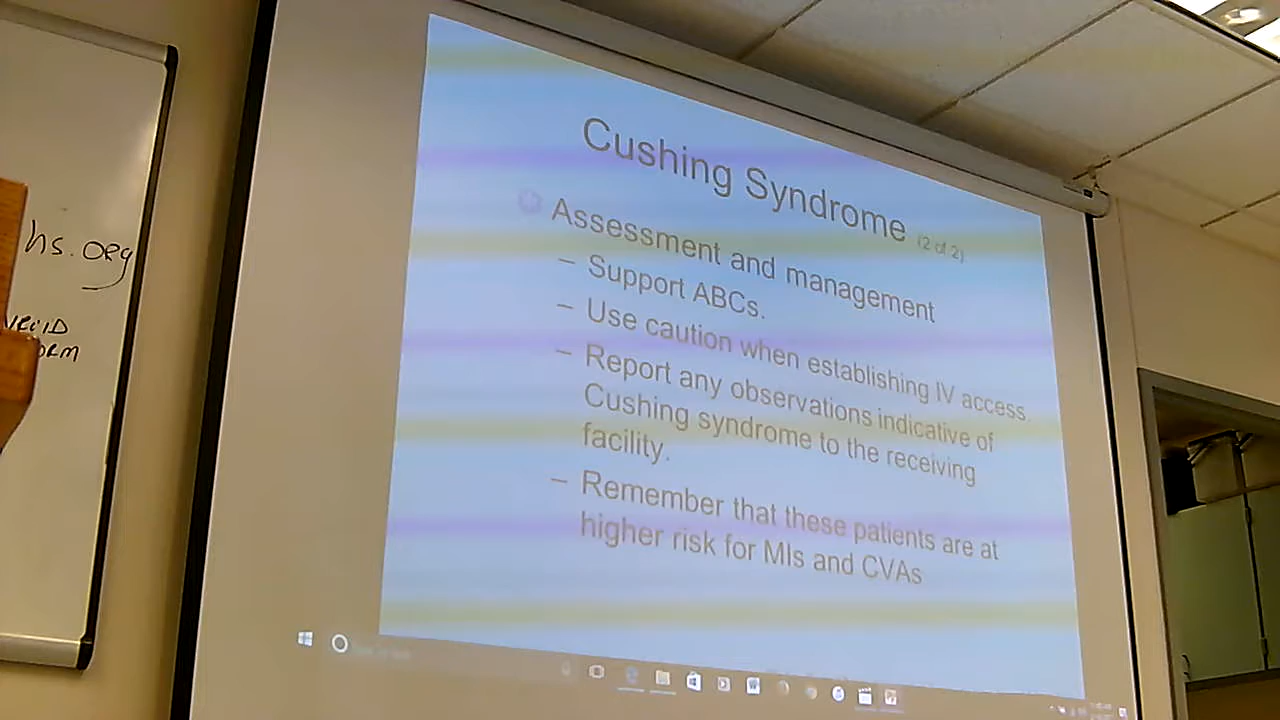 hs.org
Cushing Syndrome (2 of 2)
Assessment and management
– Support ABCs.
– Use caution when establishing IV access.
– Report any observations indicative of
Cushing syndrome to the receiving
facility.
– Remember that these patients are at
higher risk for MIs and CVAs